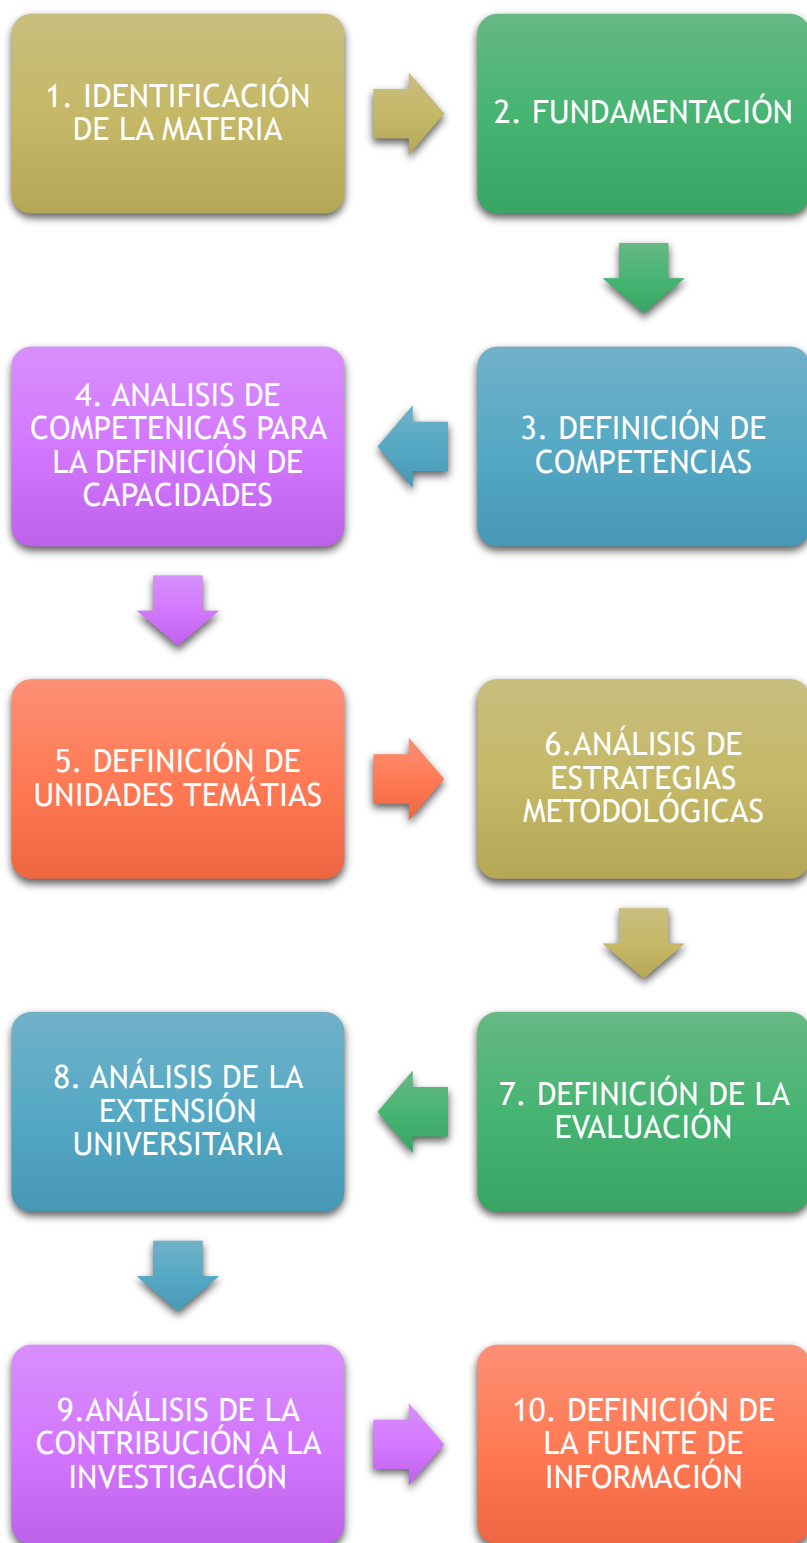 1. IDENTIFICACIÓN
DE LA MATERIA
2. FUNDAMENTACIÓN
3. DEFINICIÓN DE
COMPETENCIAS
4. ANALISIS DE
COMPETENICAS PARA
LA DEFINICIÓN DE
CAPACIDADES
5. DEFINICIÓN DE
UNIDADES TEMÁTIAS
6.ANÁLISIS DE
ESTRATEGIAS
METODOLÓGICAS
7. DEFINICIÓN DE LA
EVALUACIÓN
8. ANÁLISIS DE LA
EXTENSIÓN
UNIVERSITARIA
9.ANÁLISIS DE LA
CONTRIBUCIÓN A LA
INVESTIGACIÓN
10. DEFINICIÓN DE
LA FUENTE DE
INFORMACIÓN